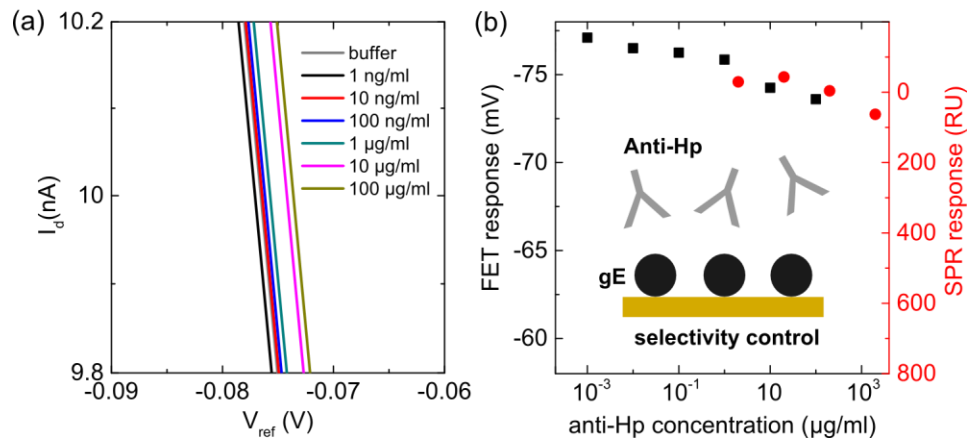 (a)
10.2
10
9.8
I_d(nA)
-0.09
-0.08
-0.07
-0.06
V_ref (V)
buffer
1 ng/ml
10 ng/ml
100 ng/ml
1 µg/ml
10 µg/ml
100 µg/ml
(b)
-75
-70
-65
-60
FET response (mV)
Anti-Hp
gE
selectivity control
10⁻³
10⁻¹
10¹
10³
anti-Hp concentration (µg/ml)
0
200
400
600
800
SPR response (RU)